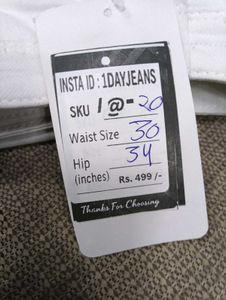 INSTA ID : 1DAYJEANS
SKU 1@-20
Waist Size 30
Hip 34
(inches) Rs. 499 /-
Thanks For Choosing